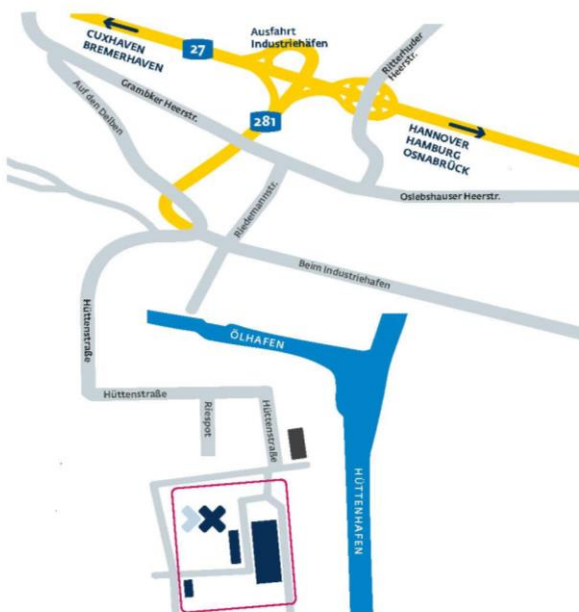 CUXHAVEN
BREMERHAVEN
27
Ausfahrt
Industriehäfen
Ritterhuder
Heerstr.
Auf den Delben
Grambker Heerstr.
281
HANNOVER
HAMBURG
OSNABRÜCK
Oslebshauser Heerstr.
Riedemannstr.
Beim Industriehafen
Hüttenstraße
ÖLHAFEN
Hüttenstraße
Riespot
Hüttenstraße
HÜTTENHAFEN